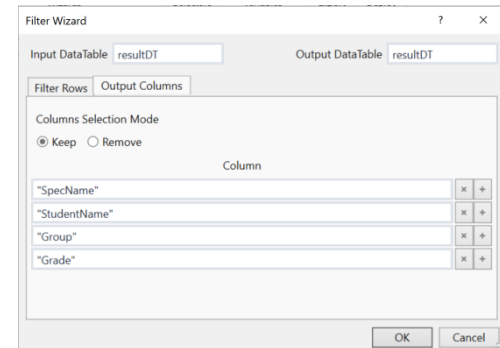 Filter Wizard ? ×
Input DataTable resultDT Output DataTable resultDT
Filter Rows Output Columns
Columns Selection Mode
Keep Remove
Column
"SpecName" × +
"StudentName" × +
"Group" × +
"Grade" × +
OK Cancel